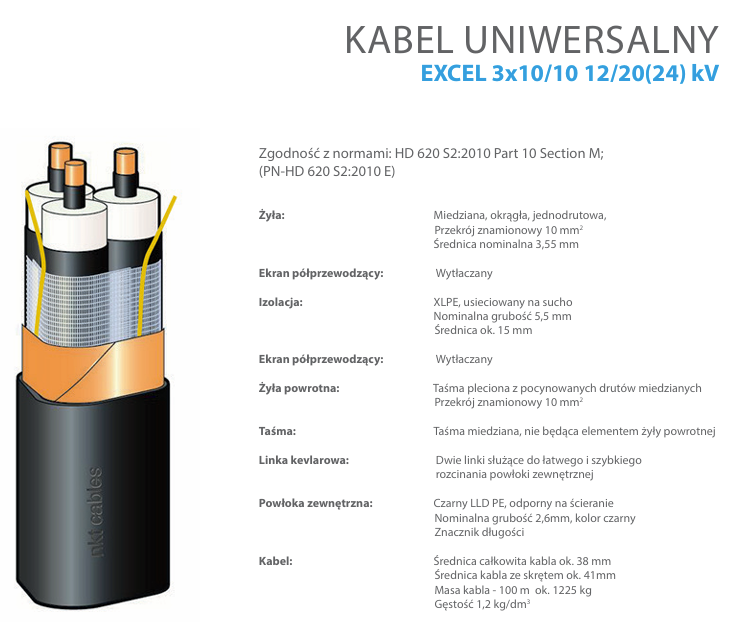 KABEL UNIWERSALNY
EXCEL 3x10/10 12/20(24) kV
Zgodność z normami: HD 620 S2:2010 Part 10 Section M;
(PN-HD 620 S2:2010 E)
Żyła: Miedziana, okrągła, jednodrutowa,
Przekrój znamionowy 10 mm²
Średnica nominalna 3,55 mm
Ekran półprzewodzący: Wytłaczany
Izolacja: XLPE, usieciowany na sucho
Nominalna grubość 5,5 mm
Średnica ok. 15 mm
Ekran półprzewodzący: Wytłaczany
Żyła powrotna: Taśma pleciona z pocynowanych drutów miedzianych
Przekrój znamionowy 10 mm²
Taśma: Taśma miedziana, nie będąca elementem żyły powrotnej
Linka kevlarowa: Dwie linki służące do łatwego i szybkiego
rozcinania powłoki zewnętrznej
Powłoka zewnętrzna: Czarny LLD PE, odporny na ścieranie
Nominalna grubość 2,6mm, kolor czarny
Znacznik długości
Kabel: Średnica całkowita kabla ok. 38 mm
Średnica kabla ze skrętem ok. 41mm
Masa kabla - 100 m ok. 1225 kg
Gęstość 1,2 kg/dm³
nkt cables